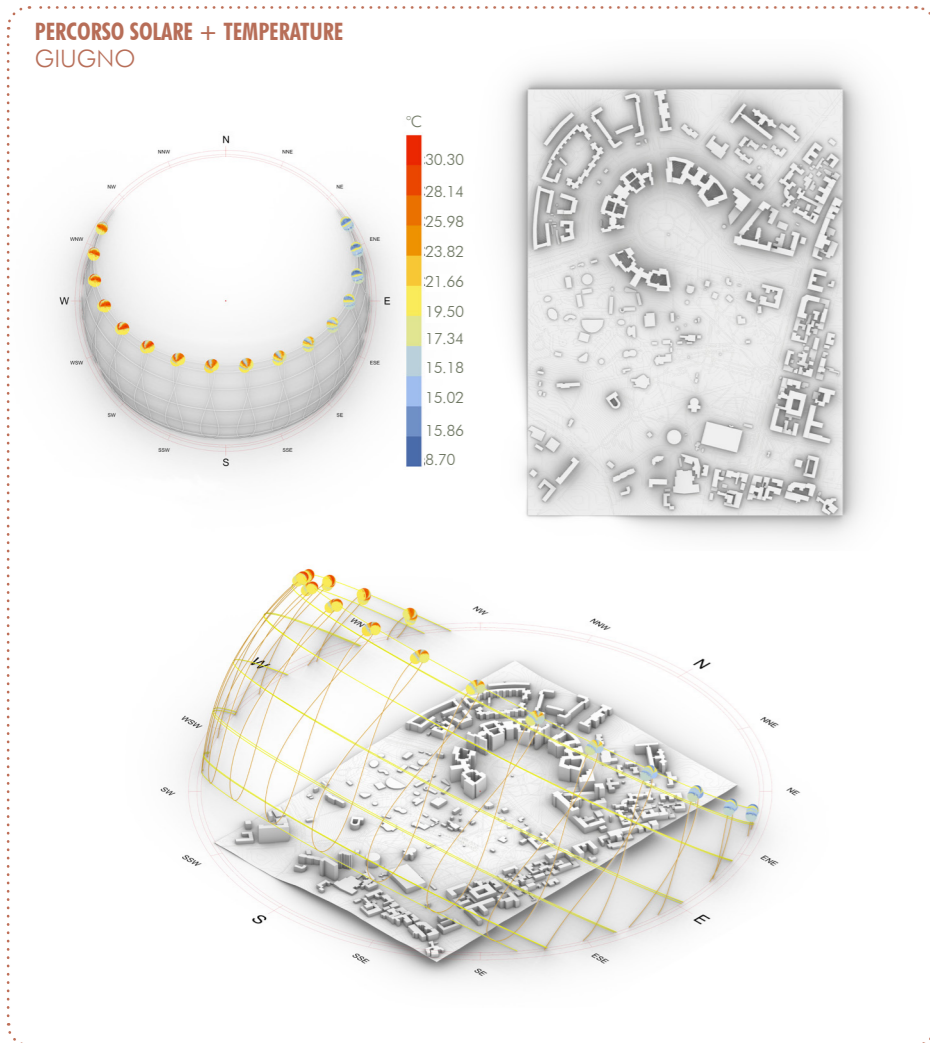 PERCORSO SOLARE + TEMPERATURE
GIUGNO
°C
N
NNW
NNE
NW
NE
WNW
ENE
W
E
WSW
ESE
SW
SE
SSW
SSE
S
30.30
28.14
25.98
23.82
21.66
19.50
17.34
15.18
15.02
15.86
8.70
NW
NNW
WN
N
W
NNE
WSW
SW
NE
SSW
ENE
S
E
SSE
ESE
SE